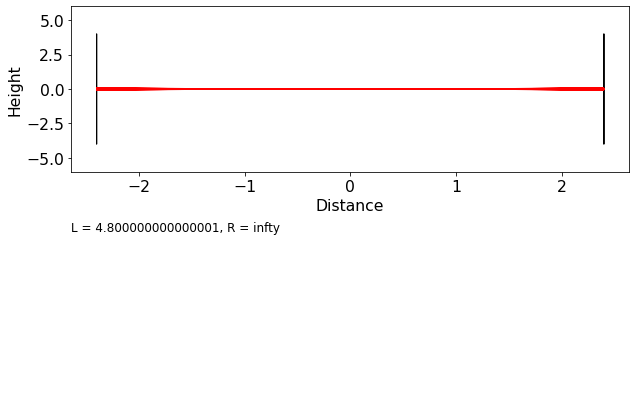 5.0
2.5
0.0
−2.5
−5.0
Height
−2 −1 0 1 2
Distance
L = 4.800000000000001, R = infty